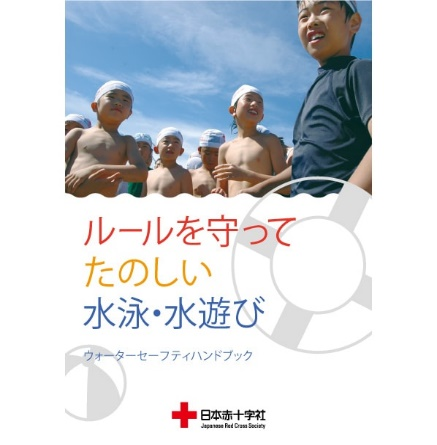 ルールを守って
たのしい
水泳・水遊び
ウォーターセーフティハンドブック
日本赤十字社
Japanese Red Cross Society